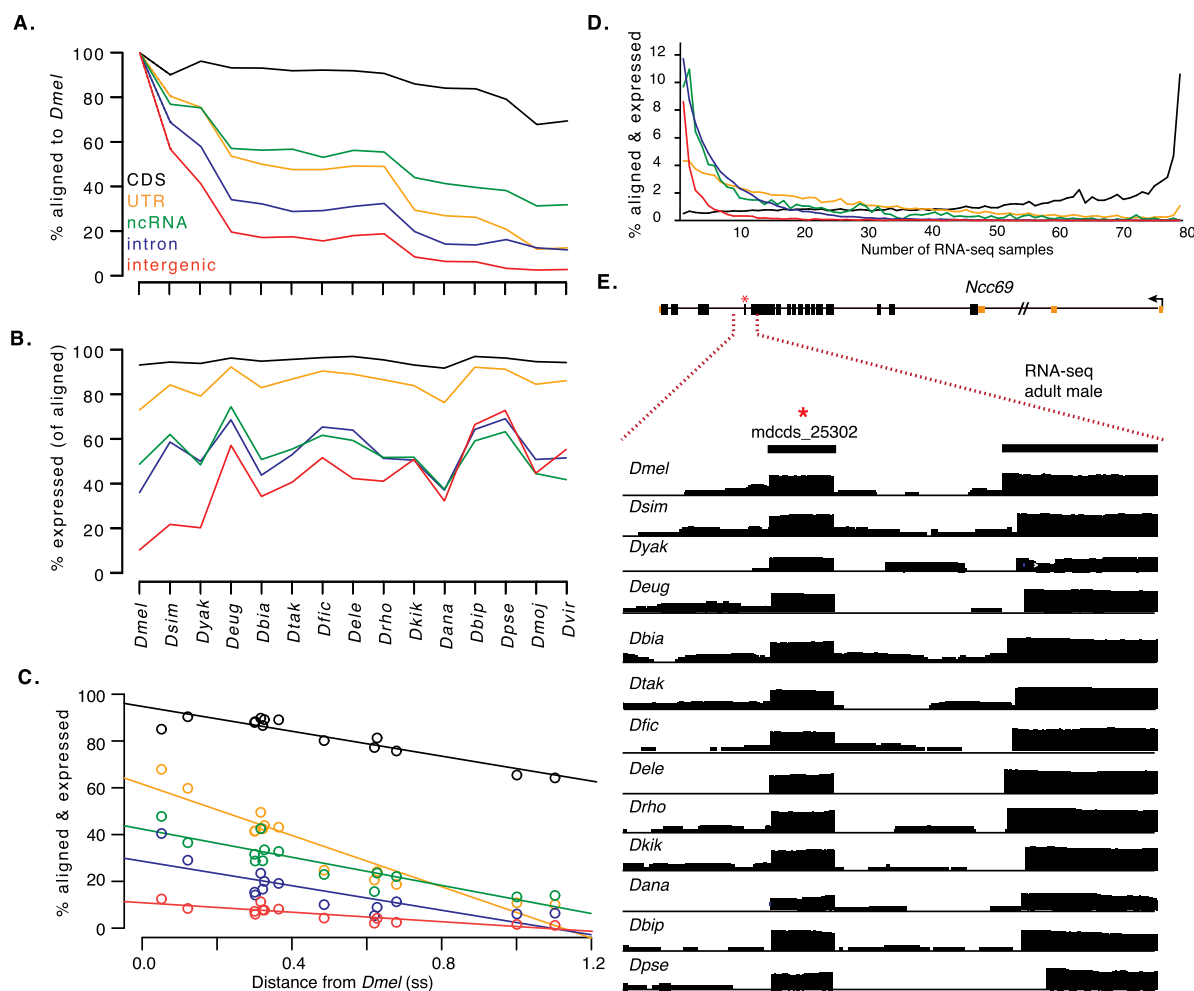 A.
% aligned to Dmel
100
80
60
40
20
0
CDS
UTR
ncRNA
intron
intergenic
B.
% expressed (of aligned)
100
80
60
40
20
0
Dmel
Dsim
Dyak
Deug
Dbia
Dtak
Dfic
Dele
Drho
Dkik
Dana
Dbip
Dpse
Dmoj
Dvir
C.
% aligned & expressed
100
80
60
40
20
0
0.0 0.4 0.8 1.2
Distance from Dmel (ss)
D.
% aligned & expressed
12
10
8
6
4
2
0
10 20 30 40 50 60 70 80
Number of RNA-seq samples
E.
Ncc69
*
//
RNA-seq
adult male
*
mdcds_25302
Dmel
Dsim
Dyak
Deug
Dbia
Dtak
Dfic
Dele
Drho
Dkik
Dana
Dbip
Dpse